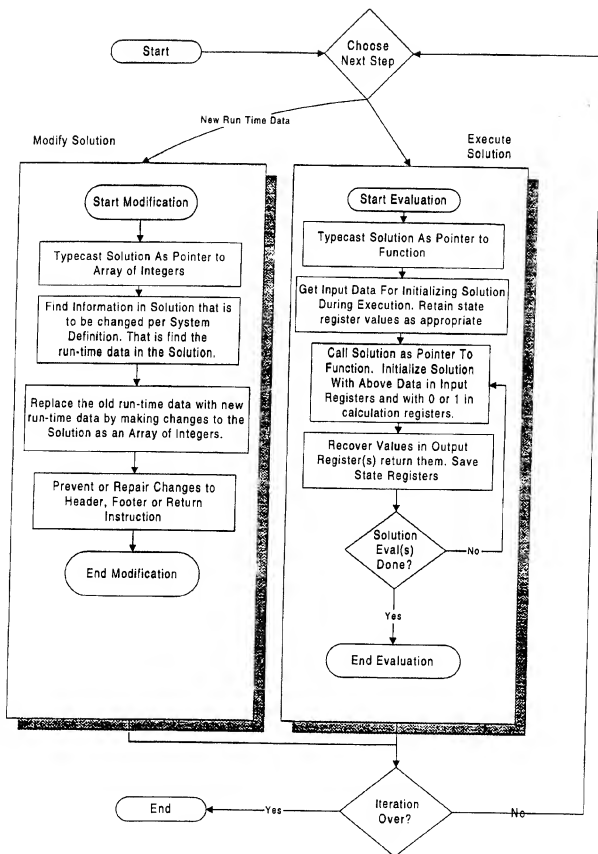 Start
Choose
Next Step
New Run Time Data
Modify Solution
Execute
Solution
Start Modification
Typecast Solution As Pointer to
Array of Integers
Find Information in Solution that is
to be changed per System
Definition. That is find the
run-time data in the Solution.
Replace the old run-time data with new
run-time data by making changes to the
Solution as an Array of Integers.
Prevent or Repair Changes to
Header, Footer or Return
Instruction
End Modification
Start Evaluation
Typecast Solution As Pointer to
Function
Get Input Data For Initializing Solution
During Execution. Retain state
register values as appropriate
Call Solution as Pointer To
Function. Initialize Solution
With Above Data in Input
Registers and with 0 or 1 in
calculation registers.
Recover Values in Output
Register(s) return them. Save
State Registers
Solution
Eval(s)
Done?
No
Yes
End Evaluation
Iteration
Over?
Yes
End
No